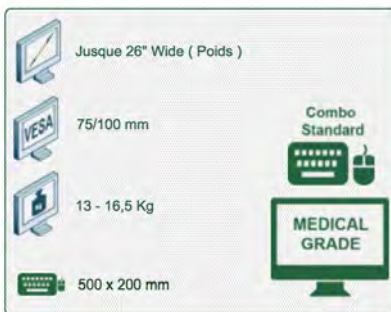 Jusque 26" Wide ( Poids )
VESA
75/100 mm
13 - 16,5 Kg
500 x 200 mm
Combo
Standard
MEDICAL
GRADE